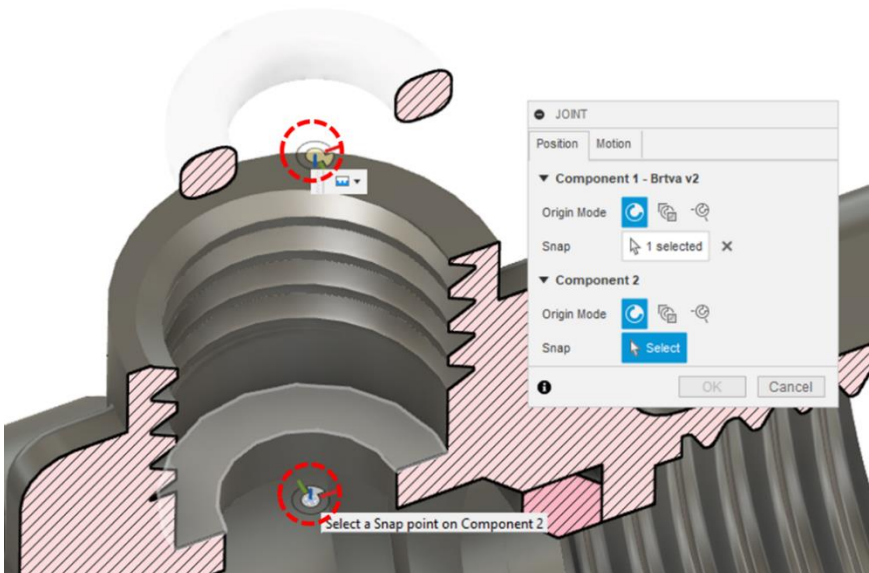 JOINT
Position Motion
Component 1 - Brtva v2
Origin Mode
Snap 1 selected
Component 2
Origin Mode
Snap Select
OK Cancel
Select a Snap point on Component 2